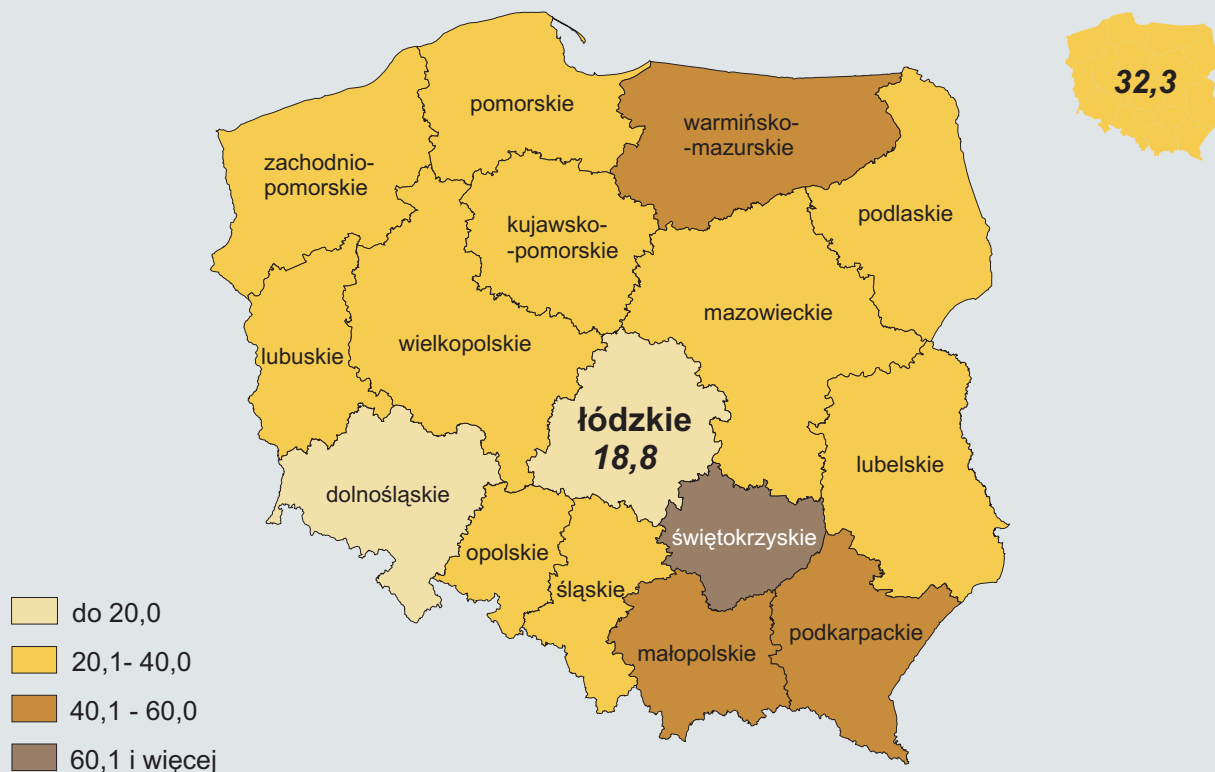 32,3
pomorskie
warmińsko-
-mazurskie
zachodnio-
pomorskie
podlaskie
kujawsko-
-pomorskie
mazowieckie
lubuskie
wielkopolskie
łódzkie
18,8
lubelskie
dolnośląskie
świętokrzyskie
opolskie
śląskie
podkarpackie
małopolskie
do 20,0
20,1- 40,0
40,1 - 60,0
60,1 i więcej